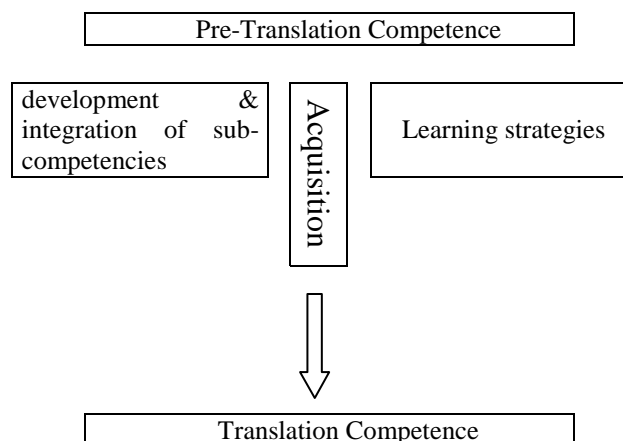 Pre-Translation Competence
development &
integration of sub-
competencies
Acquisition
Learning strategies
Translation Competence